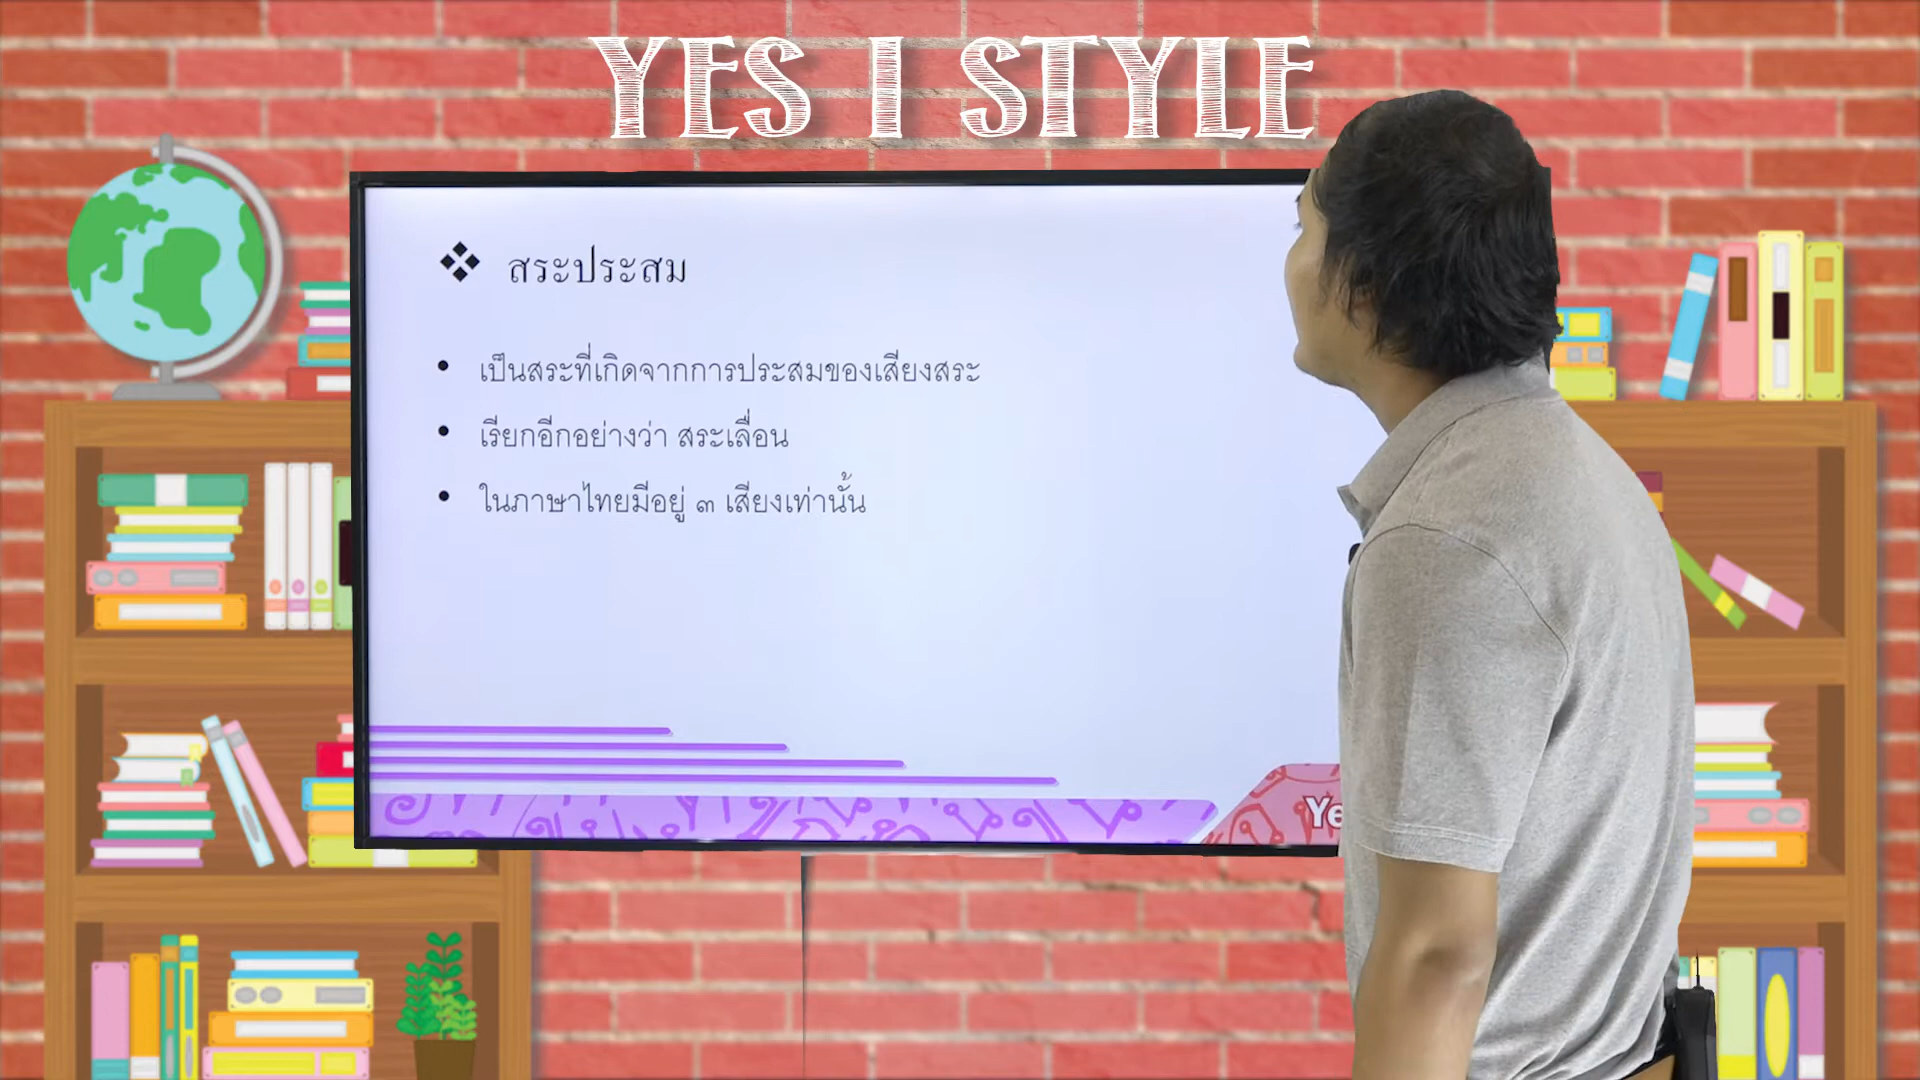 YES I STYLE
สระประสม
เป็นสระที่เกิดจากการประสมของเสียงสระ
เรียกอีกอย่างว่า สระเลื่อน
ในภาษาไทยมีอยู่ ๓ เสียงเท่านั้น
Ye